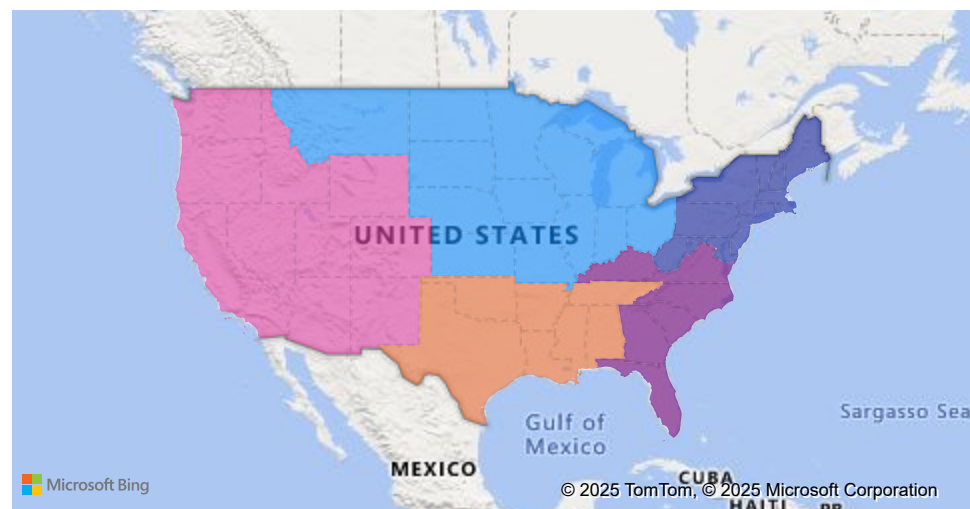 UNITED STATES
Sargasso Sea
Gulf of
Mexico
MEXICO
CUBA
Microsoft Bing
© 2025 TomTom, © 2025 Microsoft Corporation
HAITI